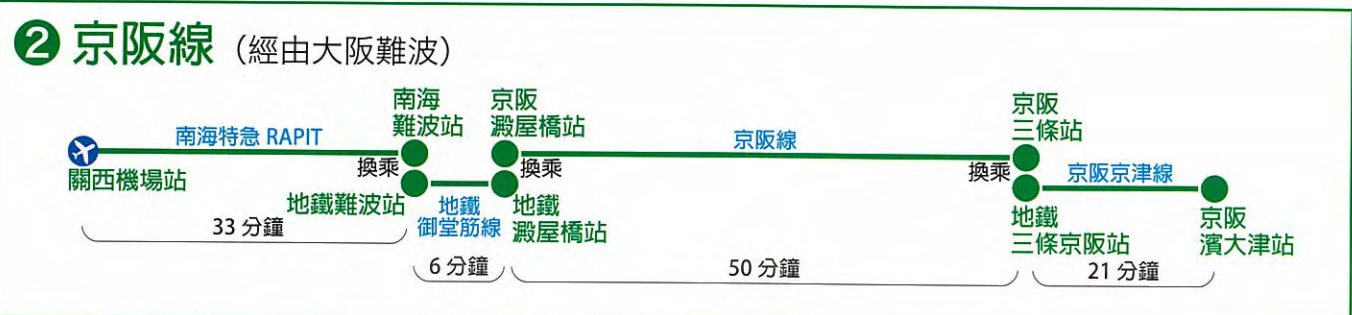 ❷ 京阪線（經由大阪難波）
南海
難波站
京阪
澱屋橋站
京阪
三條站
南海特急 RAPIT
京阪線
換乘
換乘
換乘
京阪京津線
關西機場站
地鐵難波站
地鐵
御堂筋線
地鐵
澱屋橋站
地鐵
三條京阪站
京阪
濱大津站
33 分鐘
6 分鐘
50 分鐘
21 分鐘